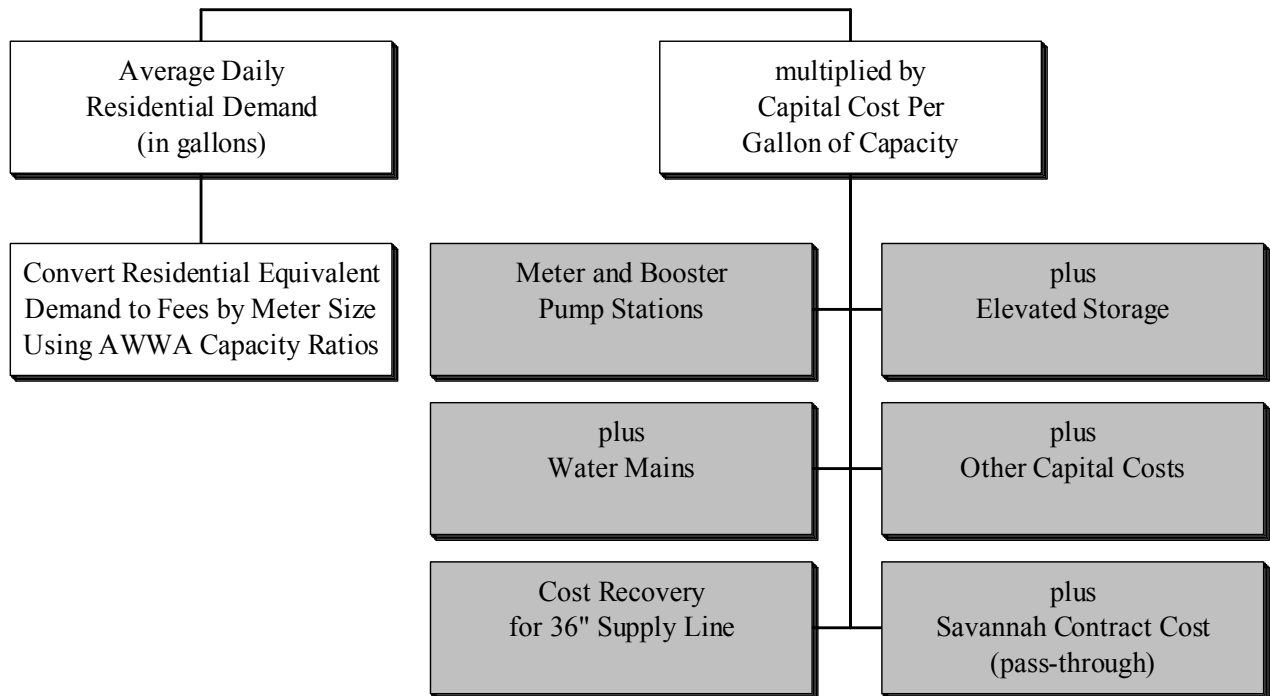 Average Daily
Residential Demand
(in gallons)
multiplied by
Capital Cost Per
Gallon of Capacity
Convert Residential Equivalent
Demand to Fees by Meter Size
Using AWWA Capacity Ratios
Meter and Booster
Pump Stations
plus
Elevated Storage
plus
Water Mains
plus
Other Capital Costs
Cost Recovery
for 36" Supply Line
plus
Savannah Contract Cost
(pass-through)